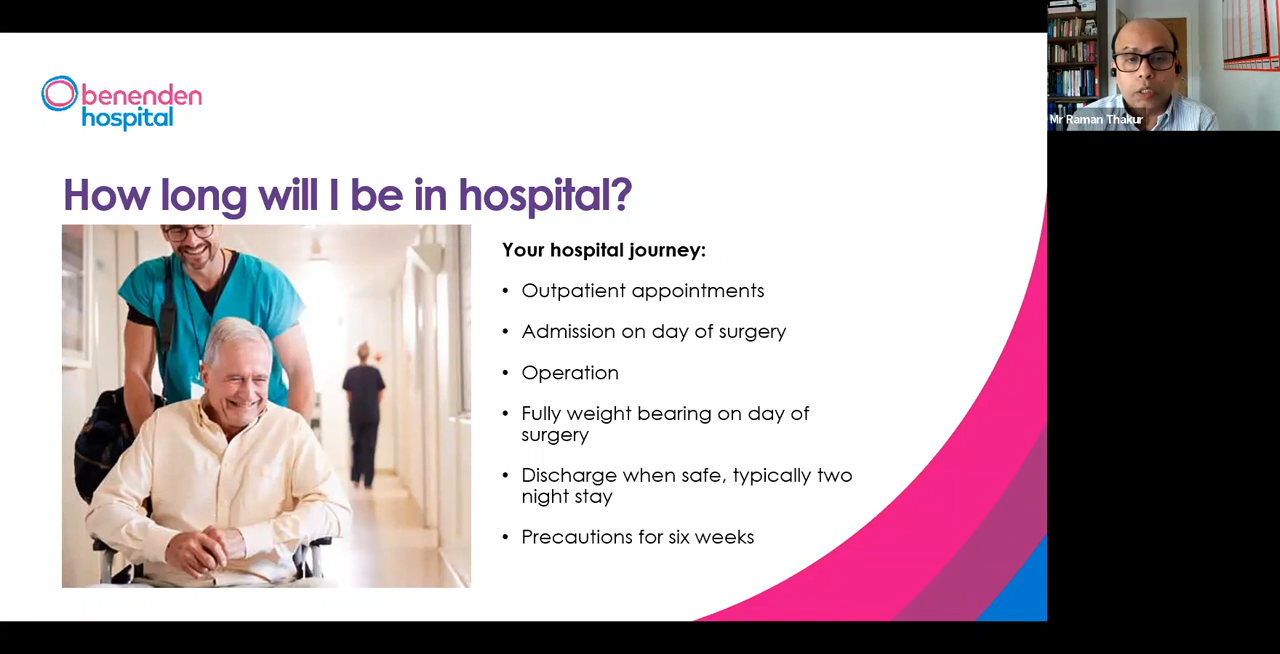 benenden
hospital
Mr Raman Thakur
How long will I be in hospital?
Your hospital journey:
• Outpatient appointments
• Admission on day of surgery
• Operation
• Fully weight bearing on day of
surgery
• Discharge when safe, typically two
night stay
• Precautions for six weeks